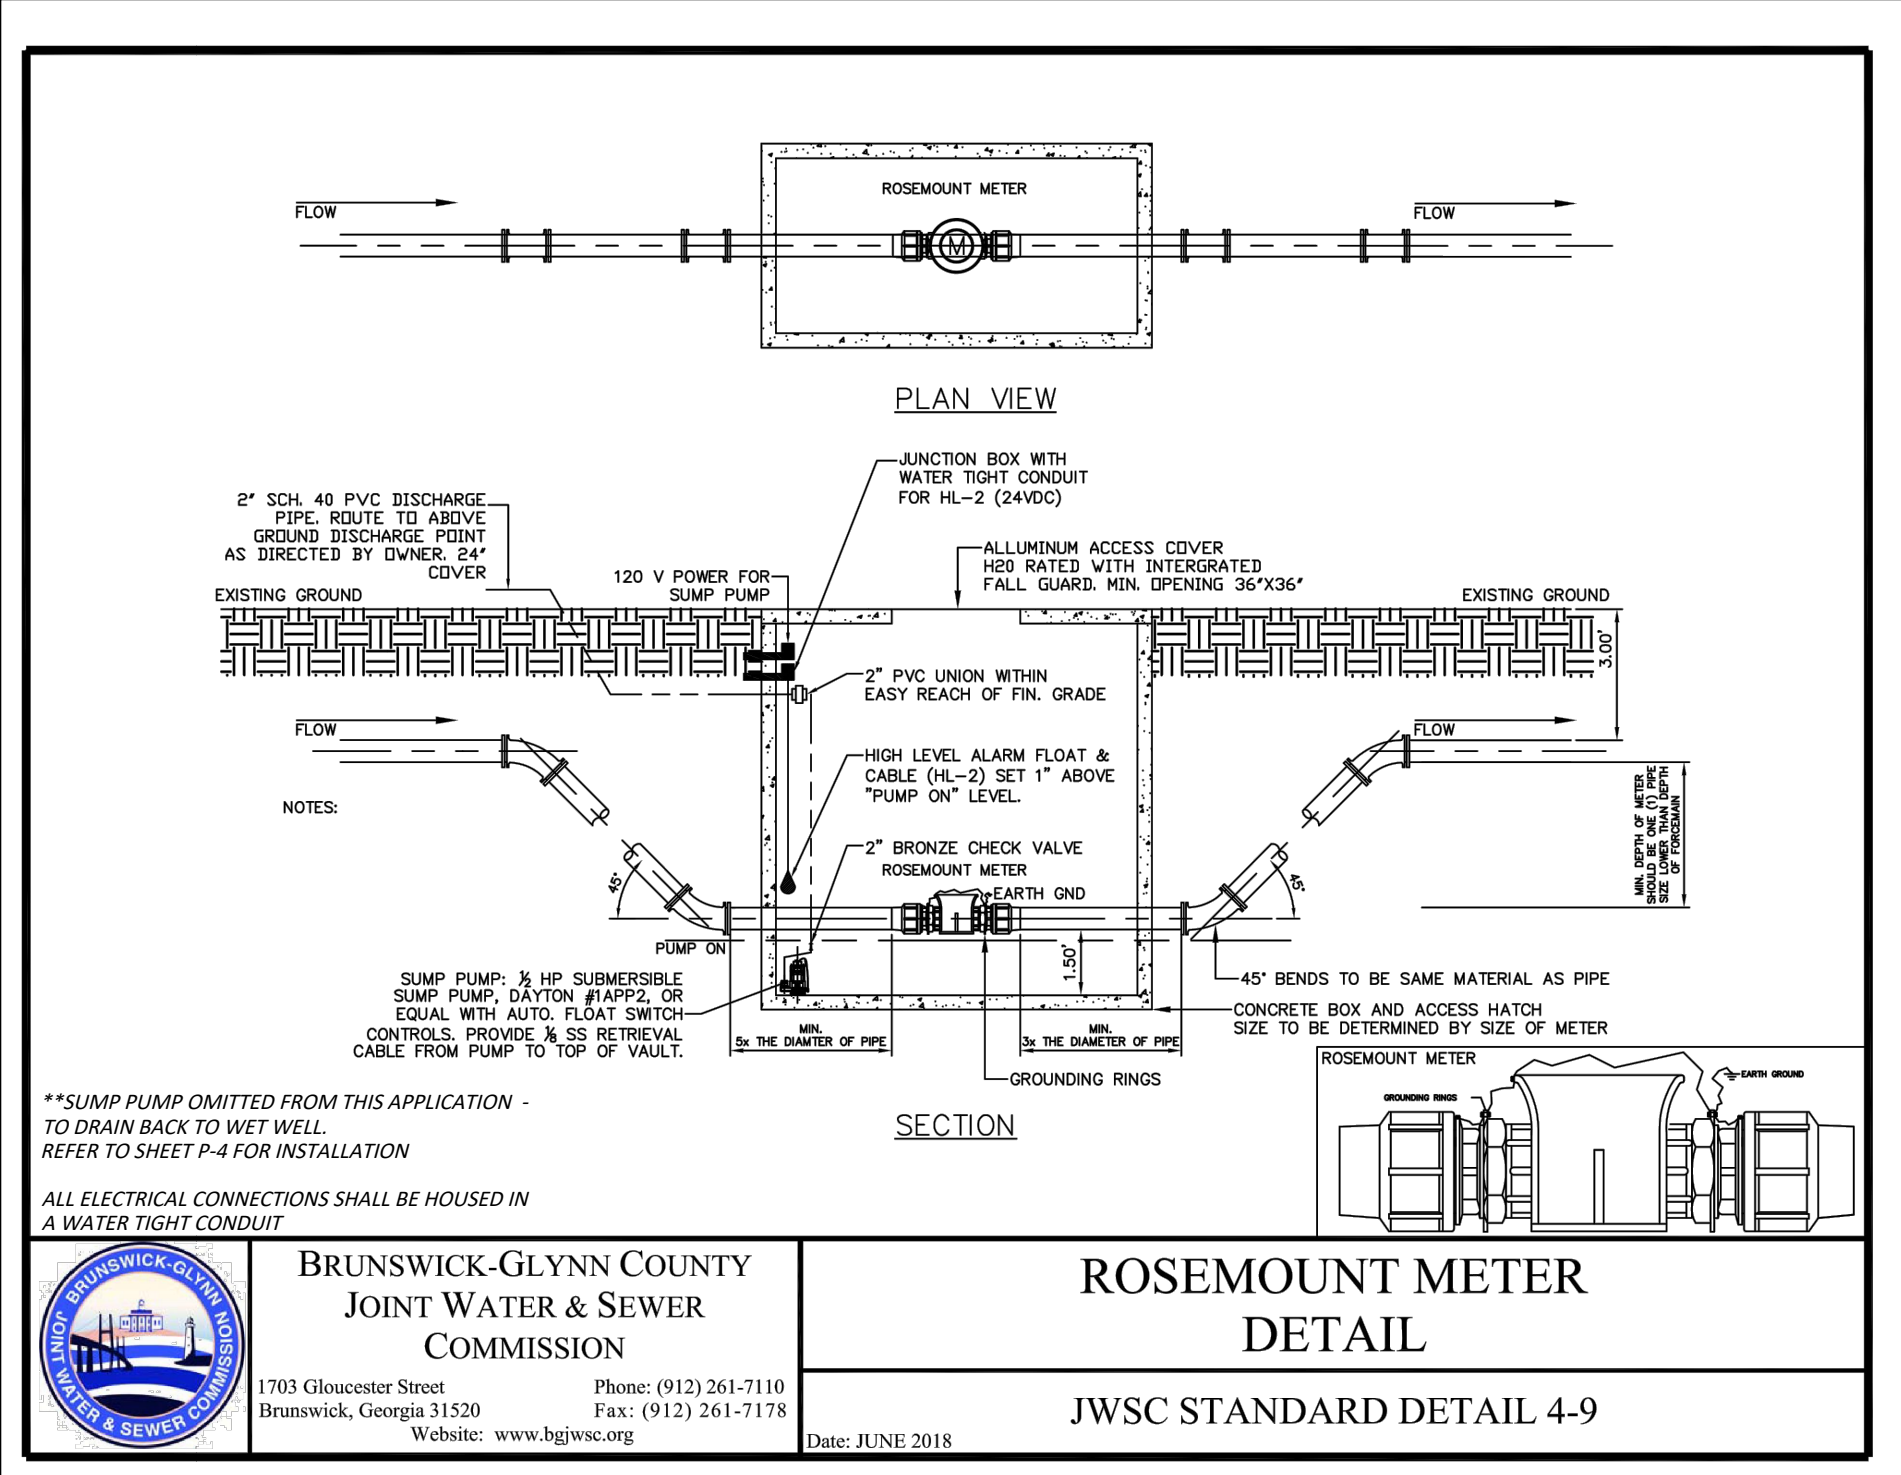 ROSEMOUNT METER
FLOW
FLOW
M
PLAN VIEW
JUNCTION BOX WITH
WATER TIGHT CONDUIT
FOR HL-2 (24VDC)
2" SCH. 40 PVC DISCHARGE
PIPE. ROUTE TO ABOVE
GROUND DISCHARGE POINT
AS DIRECTED BY OWNER. 24"
COVER
ALLUMINUM ACCESS COVER
H20 RATED WITH INTERGRATED
FALL GUARD. MIN. OPENING 36"X36"
120 V POWER FOR
SUMP PUMP
EXISTING GROUND
EXISTING GROUND
3.00'
2" PVC UNION WITHIN
EASY REACH OF FIN. GRADE
FLOW
FLOW
HIGH LEVEL ALARM FLOAT &
CABLE (HL-2) SET 1" ABOVE
"PUMP ON" LEVEL.
NOTES:
MIN. DEPTH OF METER
SHOULD BE ONE (1) PIPE
SIZE LOWER THAN DEPTH
OF FORCEMAIN
2" BRONZE CHECK VALVE
ROSEMOUNT METER
EARTH GND
45°
45°
PUMP ON
1.50'
SUMP PUMP: ½ HP SUBMERSIBLE
SUMP PUMP, DAYTON #1APP2, OR
EQUAL WITH AUTO. FLOAT SWITCH
CONTROLS. PROVIDE ⅛ SS RETRIEVAL
CABLE FROM PUMP TO TOP OF VAULT.
45° BENDS TO BE SAME MATERIAL AS PIPE
CONCRETE BOX AND ACCESS HATCH
SIZE TO BE DETERMINED BY SIZE OF METER
MIN.
5x THE DIAMTER OF PIPE
MIN.
3x THE DIAMETER OF PIPE
GROUNDING RINGS
SECTION
ROSEMOUNT METER
EARTH GROUND
GROUNDING RINGS
**SUMP PUMP OMITTED FROM THIS APPLICATION -
TO DRAIN BACK TO WET WELL.
REFER TO SHEET P-4 FOR INSTALLATION
ALL ELECTRICAL CONNECTIONS SHALL BE HOUSED IN
A WATER TIGHT CONDUIT
BRUNSWICK-GLYNN COUNTY
JOINT WATER & SEWER
COMMISSION
1703 Gloucester Street
Brunswick, Georgia 31520
Phone: (912) 261-7110
Fax: (912) 261-7178
Website: www.bgjwsc.org
BRUNSWICK-GLYNN
JOINT WATER & SEWER COMMISSION
ROSEMOUNT METER
DETAIL
JWSC STANDARD DETAIL 4-9
Date: JUNE 2018